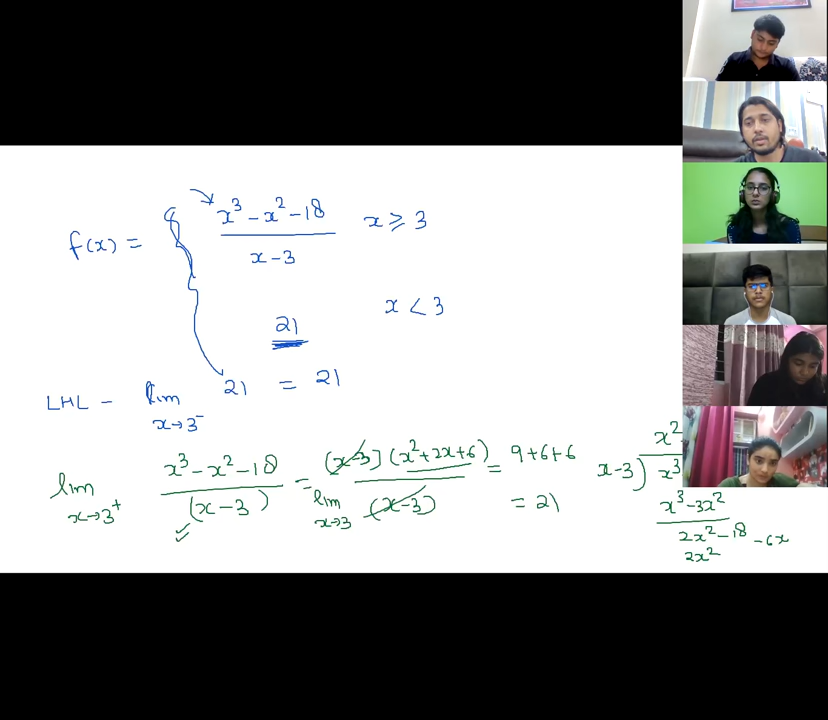 f(x) = { x³ - x² - 18 / x - 3   x ≥ 3
21   x < 3
LHL - lim x→3⁻ 21 = 21
lim x→3⁺ x³ - x² - 18 / (x - 3) = lim x→3 (x-3)(x²+2x+6) / (x-3) = 9+6+6
= 21
x²
x-3 ) x³
x³ - 3x²
2x² - 18 - 6x
2x²